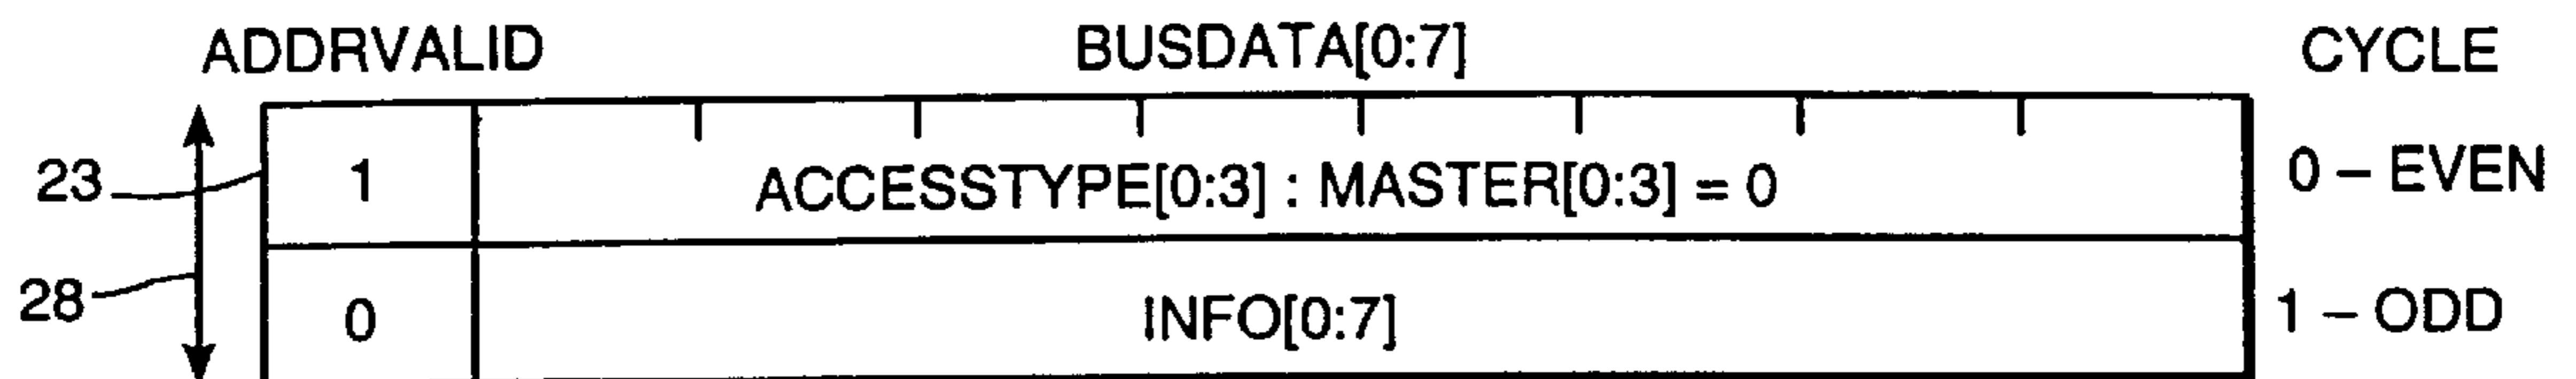 ADDRVALID BUSDATA[0:7] CYCLE
23 1 ACCESSTYPE[0:3] : MASTER[0:3] = 0 0 – EVEN
28 0 INFO[0:7] 1 – ODD